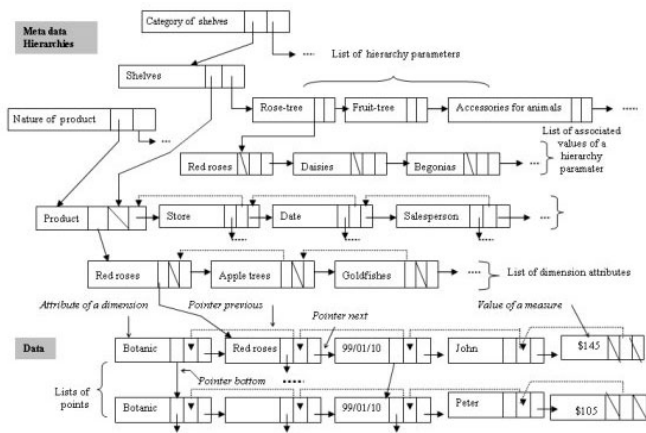 Meta data
Hierarchies
Category of shelves
List of hierarchy parameters
Shelves
Rose-tree
Fruit-tree
Accessories for animals
Nature of product
List of associated
values of a
hierarchy
paramater
Red roses
Daisies
Begonias
Product
Store
Date
Salesperson
Red roses
Apple trees
Goldfishes
List of dimension attributes
Attribute of a dimension
Pointer previous
Pointer next
Value of a measure
Data
Botanic
Red roses
99/01/10
John
$145
Lists of
points
Pointer bottom
Botanic
99/01/10
Peter
$105